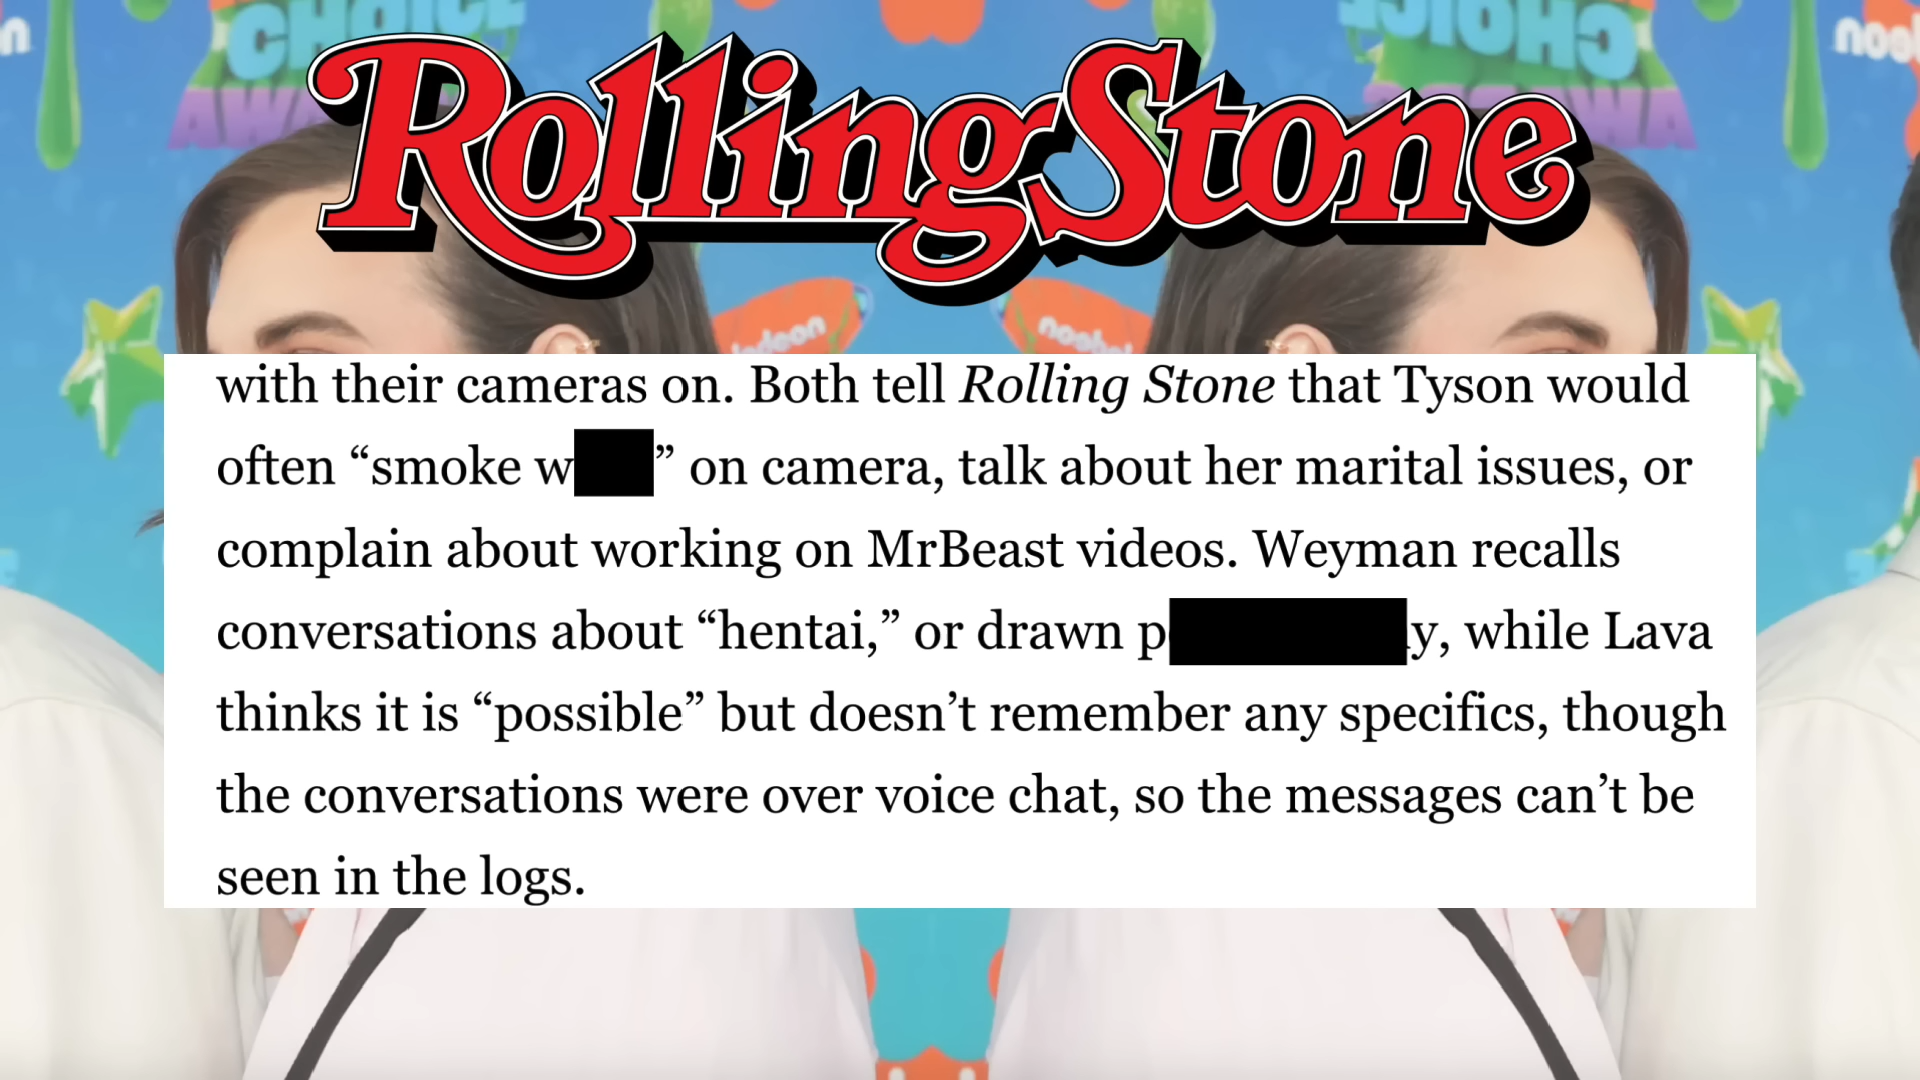 CHOICE
Rolling Stone
with their cameras on. Both tell Rolling Stone that Tyson would
often “smoke w ” on camera, talk about her marital issues, or
complain about working on MrBeast videos. Weyman recalls
conversations about “hentai,” or drawn p y, while Lava
thinks it is “possible” but doesn’t remember any specifics, though
the conversations were over voice chat, so the messages can’t be
seen in the logs.